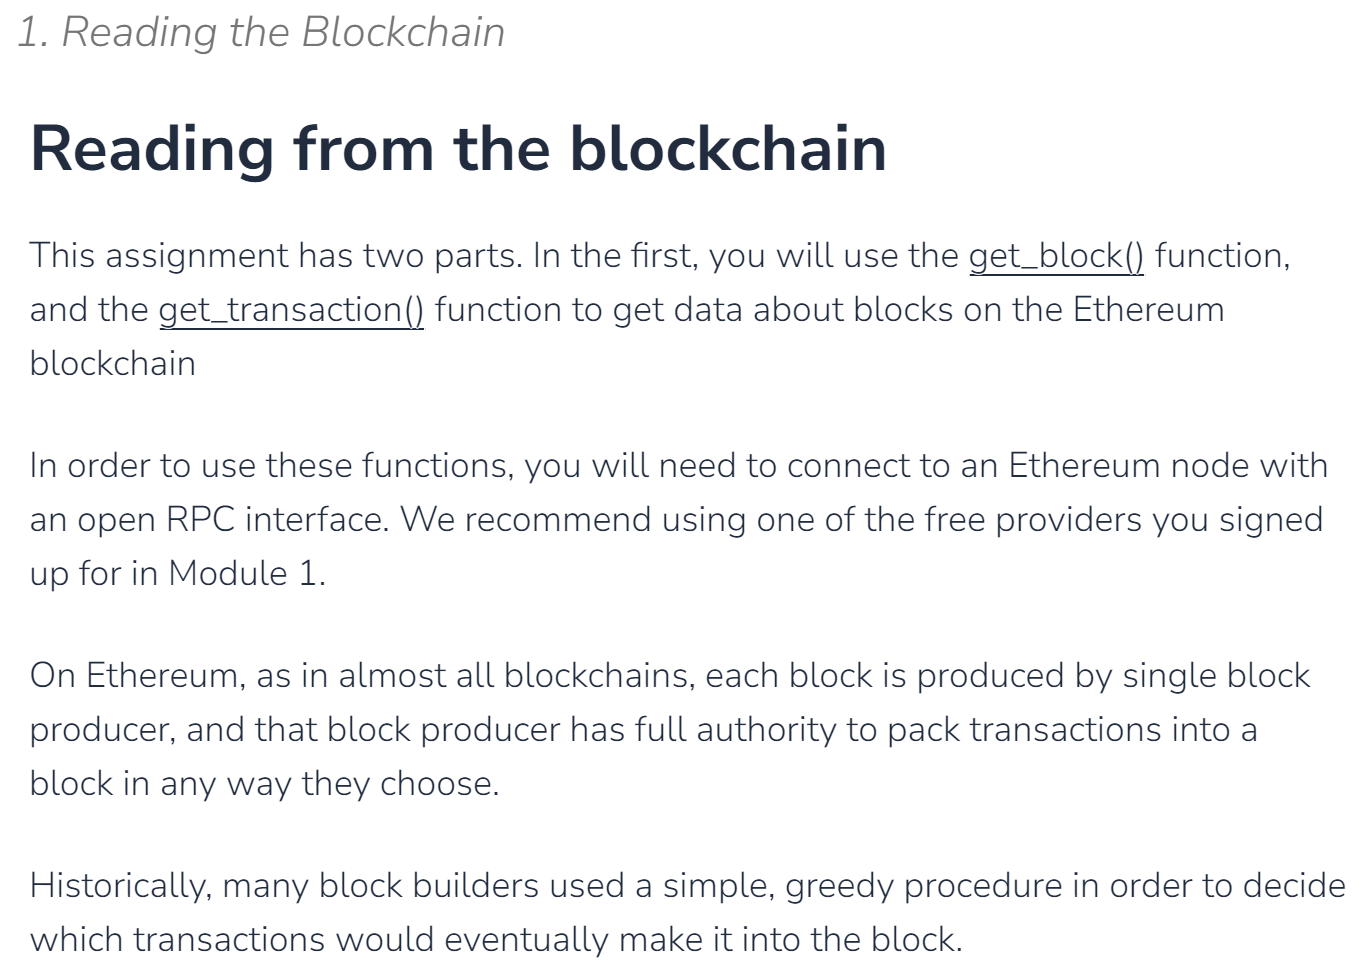 1. Reading the Blockchain
Reading from the blockchain
This assignment has two parts. In the first, you will use the get_block() function,
and the get_transaction() function to get data about blocks on the Ethereum
blockchain
In order to use these functions, you will need to connect to an Ethereum node with
an open RPC interface. We recommend using one of the free providers you signed
up for in Module 1.
On Ethereum, as in almost all blockchains, each block is produced by single block
producer, and that block producer has full authority to pack transactions into a
block in any way they choose.
Historically, many block builders used a simple, greedy procedure in order to decide
which transactions would eventually make it into the block.